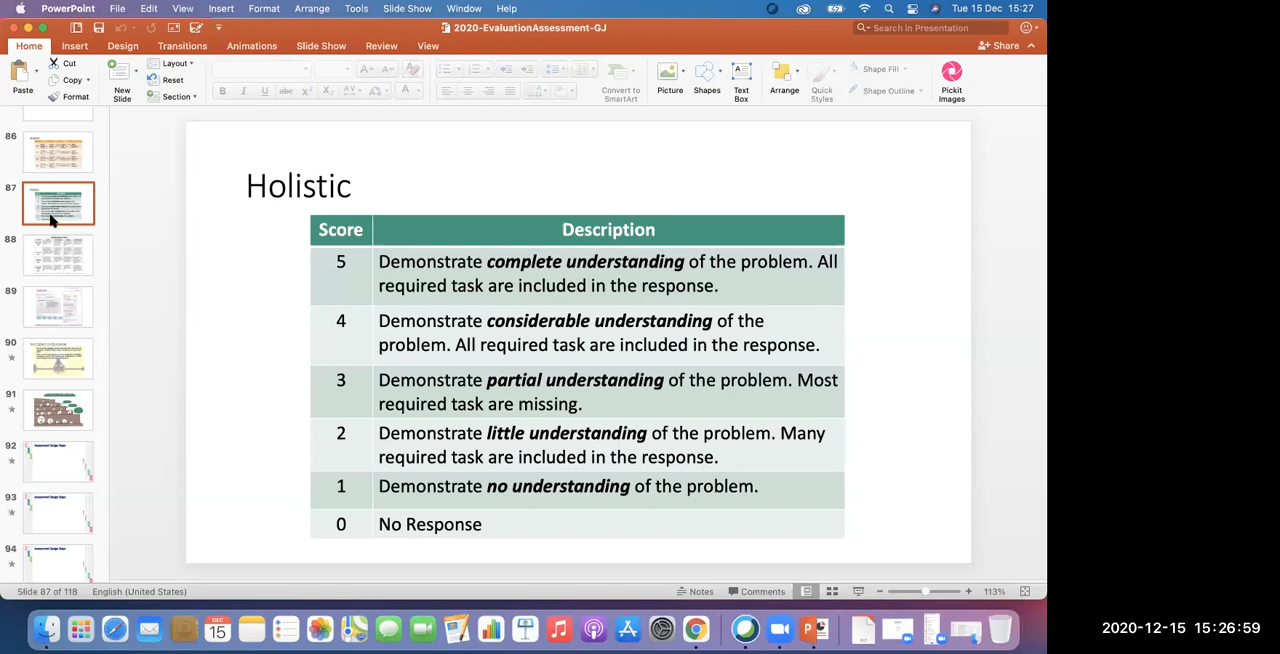 PowerPoint File Edit View Insert Format Arrange Tools Slide Show Window Help Tue 15 Dec 15:27
2020-EvaluationAssessment-GJ
Search in Presentation
Home Insert Design Transitions Animations Slide Show Review View Share
Paste
Cut
Copy
Format
New
Slide
Layout
Reset
Section
Convert to
SmartArt
Picture
Shapes
Text
Box
Arrange
Quick
Styles
Shape Fill
Shape Outline
Pickit
Images
86
87
88
89
90
91
92
93
94
Holistic
Score Description
5 Demonstrate complete understanding of the problem. All
required task are included in the response.
4 Demonstrate considerable understanding of the
problem. All required task are included in the response.
3 Demonstrate partial understanding of the problem. Most
required task are missing.
2 Demonstrate little understanding of the problem. Many
required task are included in the response.
1 Demonstrate no understanding of the problem.
0 No Response
Slide 87 of 118 English (United States) Notes Comments 113%
DEC
15
2020-12-15 15:26:59